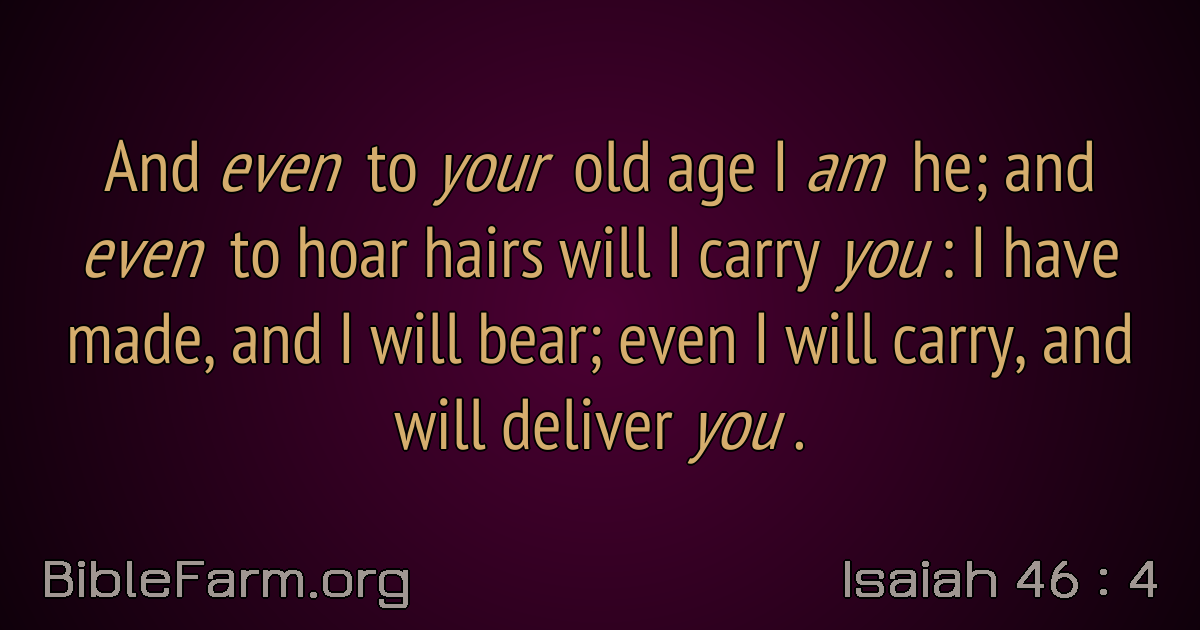 And even to your old age I am he; and
even to hoar hairs will I carry you : I have
made, and I will bear; even I will carry, and
will deliver you .
BibleFarm.org
Isaiah 46 : 4